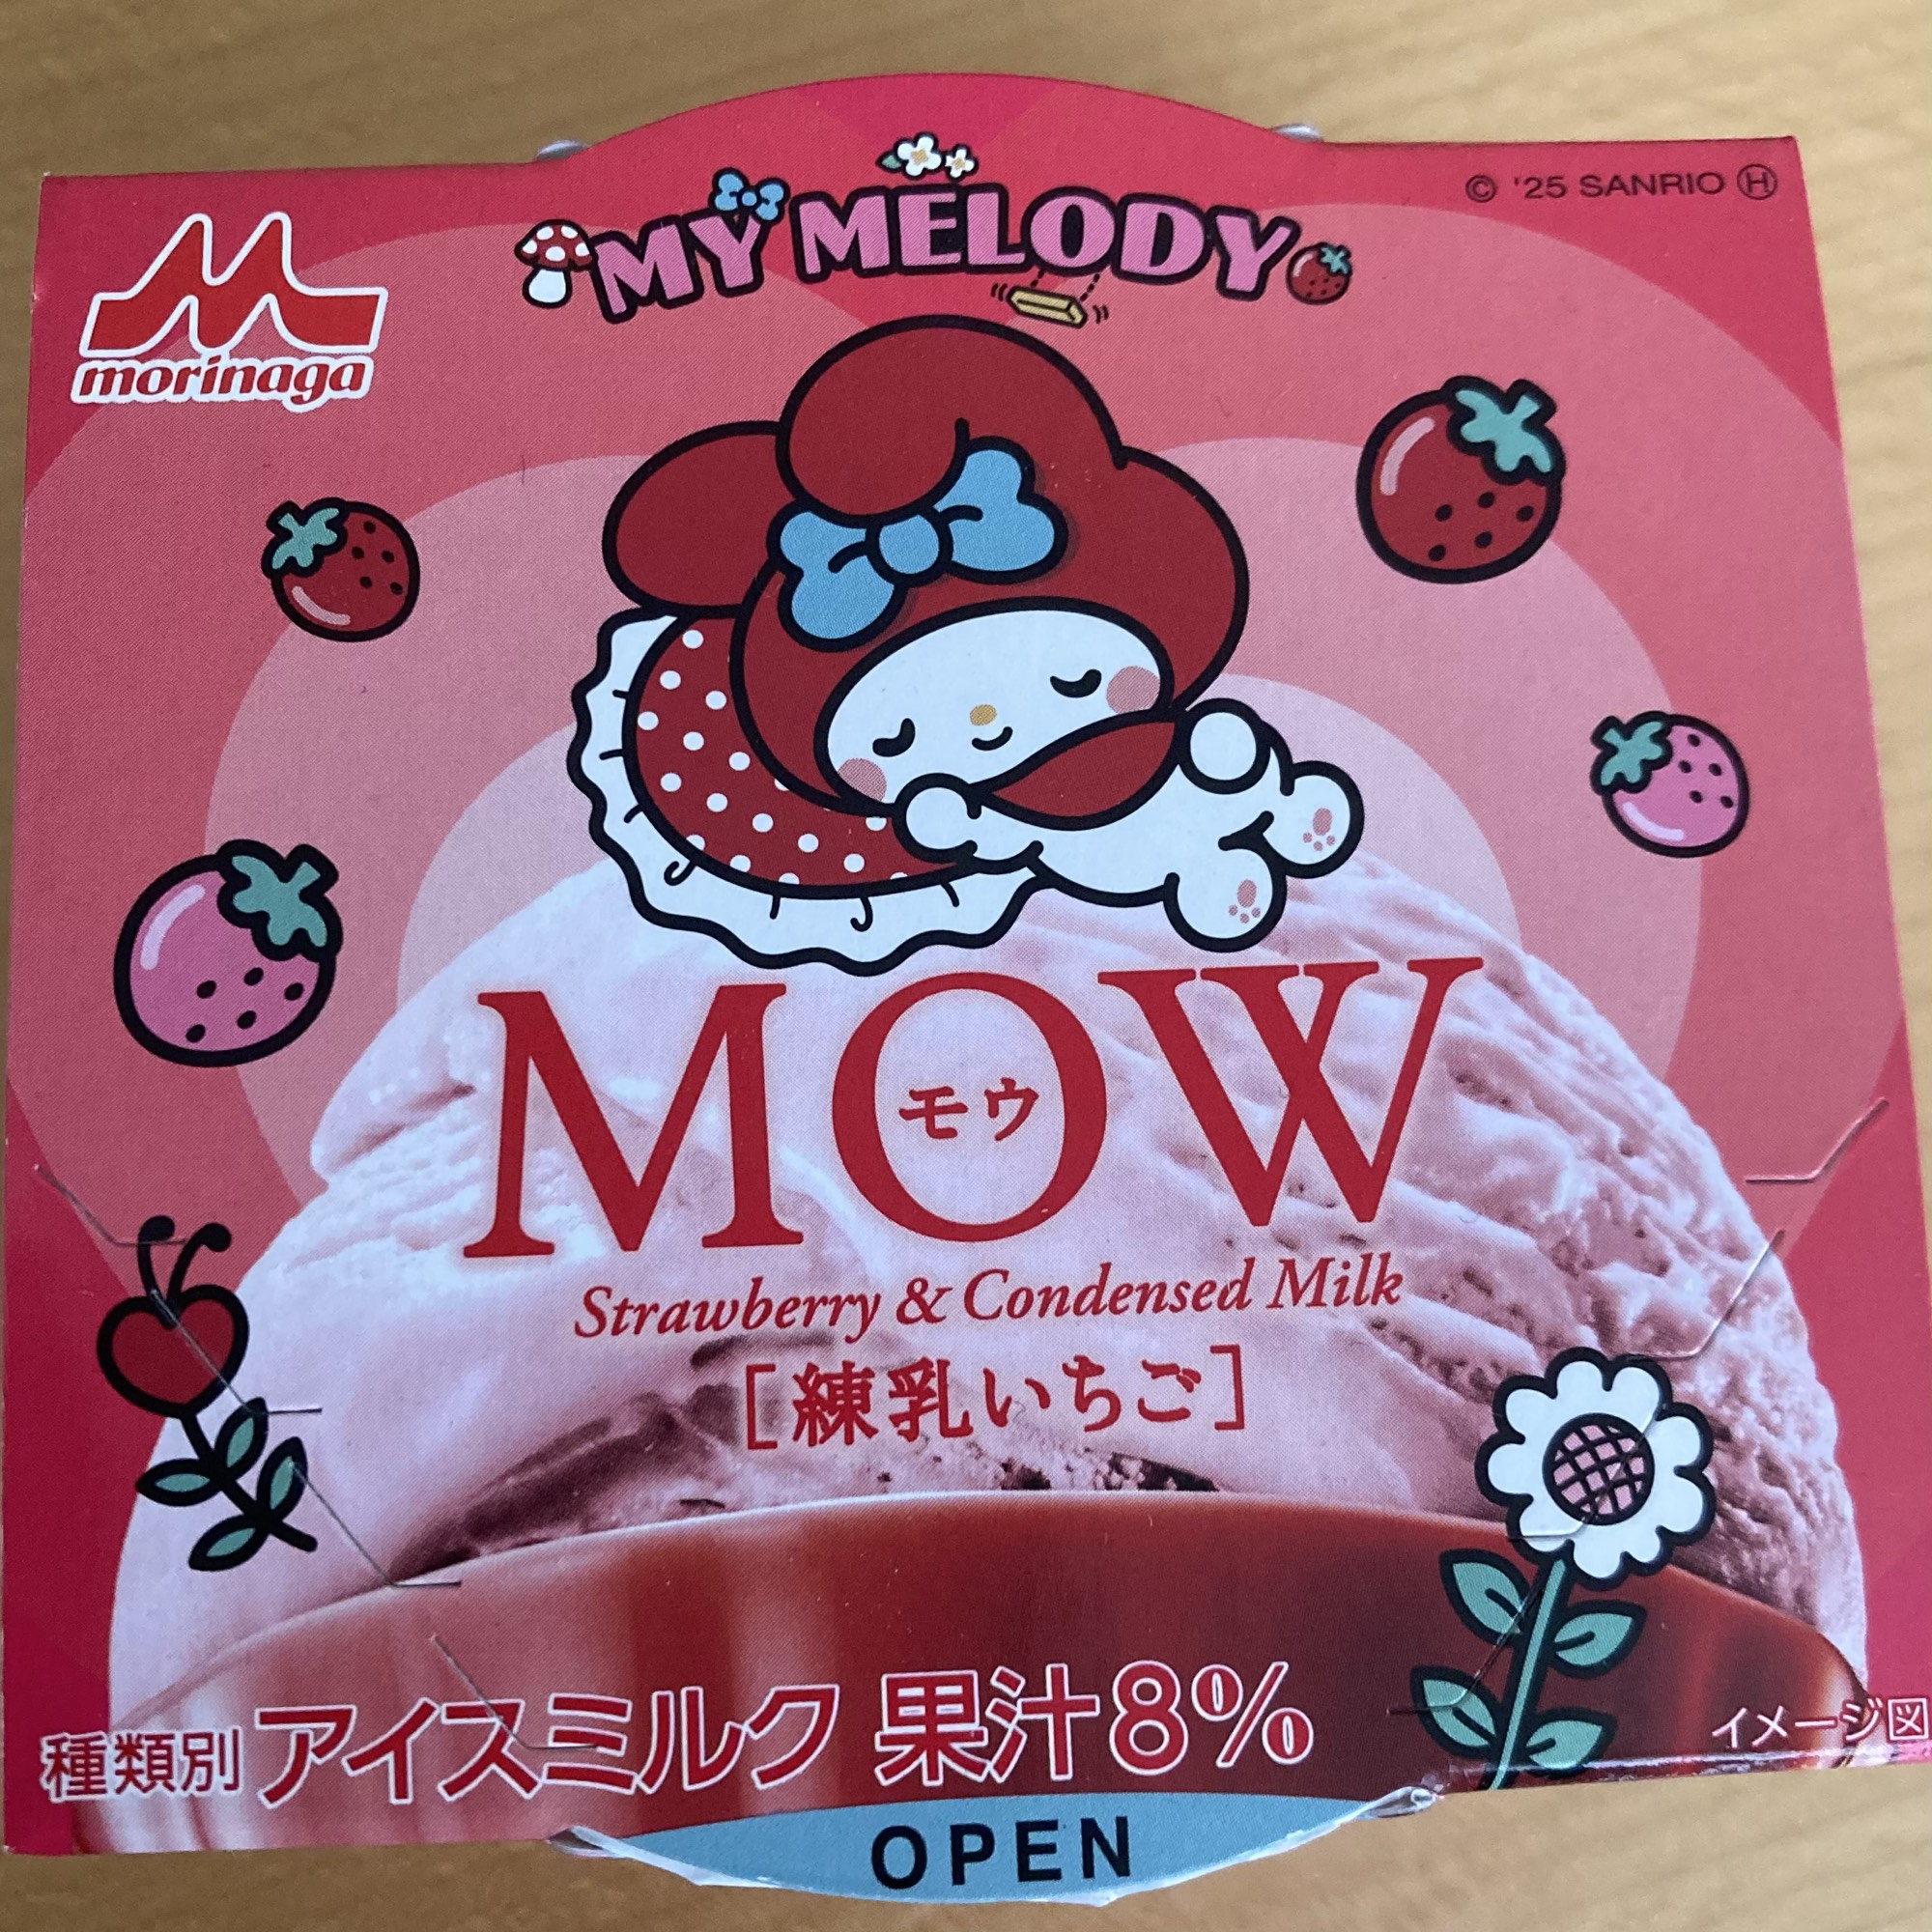 MY MELODY
© '25 SANRIO Ⓗ
morinaga
MOW
モウ
Strawberry & Condensed Milk
[練乳いちご]
種類別 アイスミルク 果汁8%
イメージ図
OPEN